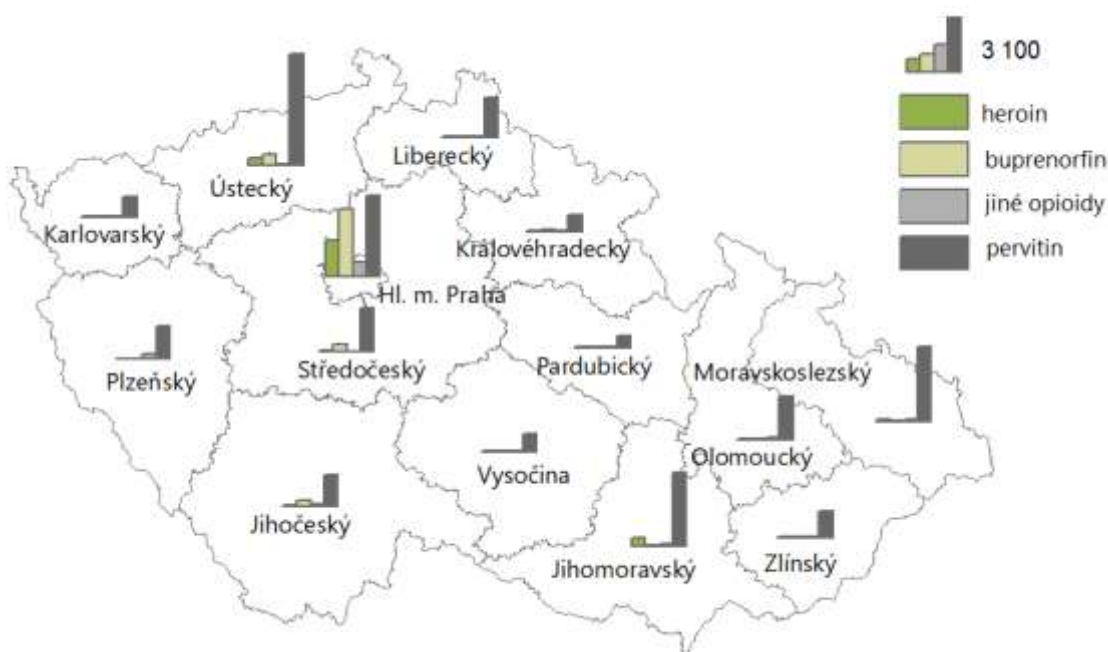 3 100
heroin
buprenorfin
jiné opioidy
pervitin
Liberecký
Ústecký
Karlovarský
Královéhradecký
Hl. m. Praha
Středočeský
Pardubický
Plzeňský
Moravskoslezský
Olomoucký
Vysočina
Jihočeský
Jihomoravský
Zlínský